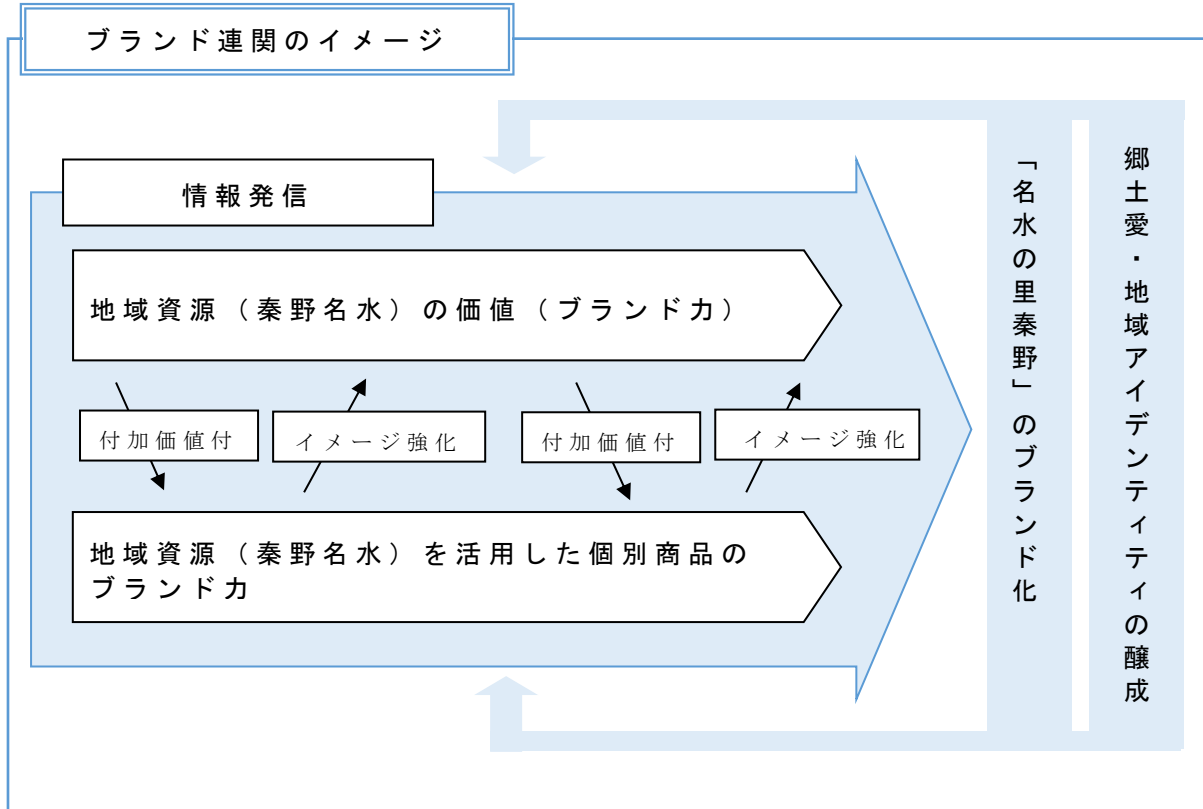 ブランド連関のイメージ
情報発信
地域資源（秦野名水）の価値（ブランド力）
付加価値付
イメージ強化
付加価値付
イメージ強化
地域資源（秦野名水）を活用した個別商品の
ブランド力
「名水の里秦野」のブランド化
郷土愛・地域アイデンティティの醸成